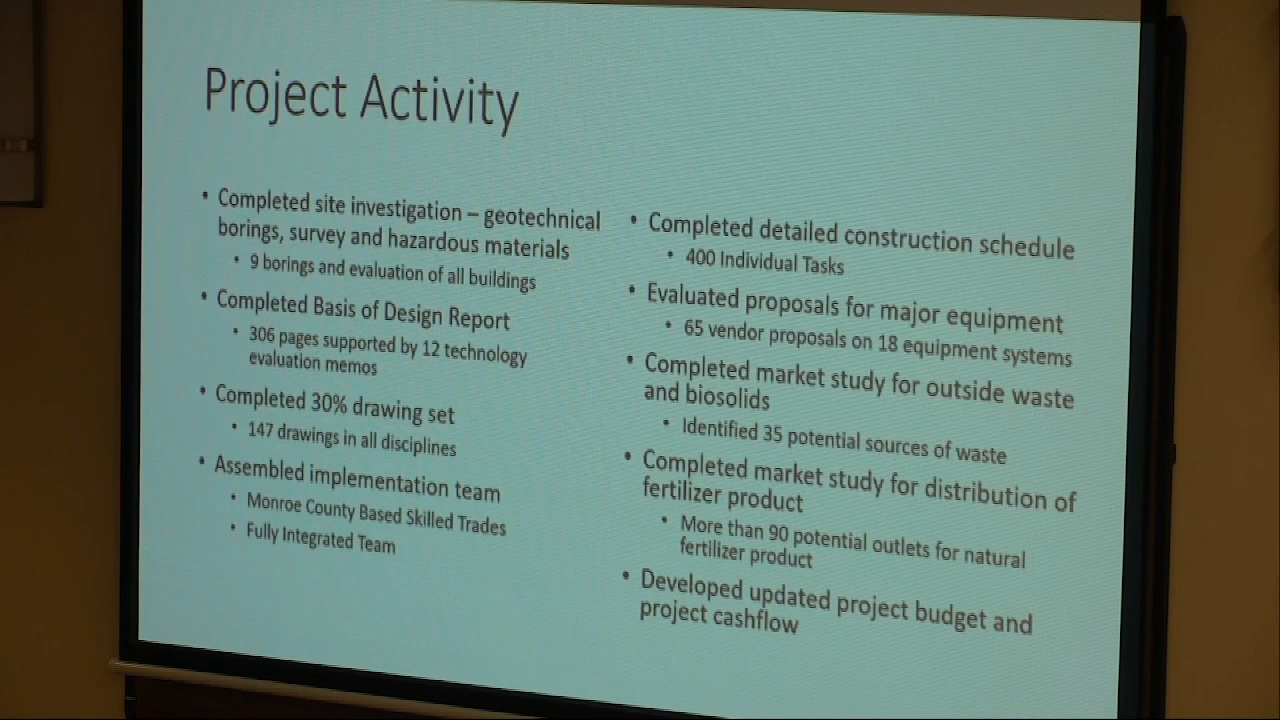 Project Activity
• Completed site investigation – geotechnical
borings, survey and hazardous materials
• 9 borings and evaluation of all buildings
• Completed Basis of Design Report
• 306 pages supported by 12 technology
evaluation memos
• Completed 30% drawing set
• 147 drawings in all disciplines
• Assembled implementation team
• Monroe County Based Skilled Trades
• Fully Integrated Team
• Completed detailed construction schedule
• 400 Individual Tasks
• Evaluated proposals for major equipment
• 65 vendor proposals on 18 equipment systems
• Completed market study for outside waste
and biosolids
• Identified 35 potential sources of waste
• Completed market study for distribution of
fertilizer product
• More than 90 potential outlets for natural
fertilizer product
• Developed updated project budget and
project cashflow